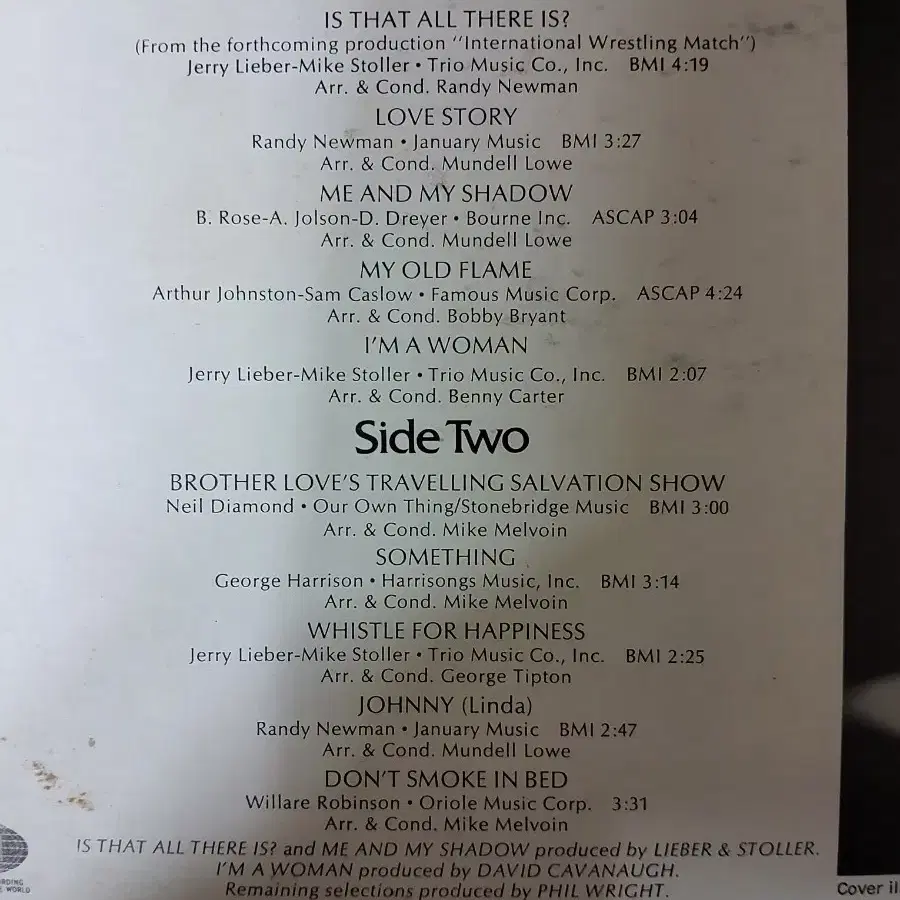 IS THAT ALL THERE IS?
(From the forthcoming production "International Wrestling Match")
Jerry Lieber-Mike Stoller • Trio Music Co., Inc. BMI 4:19
Arr. & Cond. Randy Newman
LOVE STORY
Randy Newman • January Music BMI 3:27
Arr. & Cond. Mundell Lowe
ME AND MY SHADOW
B. Rose-A. Jolson-D. Dreyer • Bourne Inc. ASCAP 3:04
Arr. & Cond. Mundell Lowe
MY OLD FLAME
Arthur Johnston-Sam Caslow • Famous Music Corp. ASCAP 4:24
Arr. & Cond. Bobby Bryant
I'M A WOMAN
Jerry Lieber-Mike Stoller • Trio Music Co., Inc. BMI 2:07
Arr. & Cond. Benny Carter
Side Two
BROTHER LOVE'S TRAVELLING SALVATION SHOW
Neil Diamond • Our Own Thing/Stonebridge Music BMI 3:00
Arr. & Cond. Mike Melvoin
SOMETHING
George Harrison • Harrisongs Music, Inc. BMI 3:14
Arr. & Cond. Mike Melvoin
WHISTLE FOR HAPPINESS
Jerry Lieber-Mike Stoller • Trio Music Co., Inc. BMI 2:25
Arr. & Cond. George Tipton
JOHNNY (Linda)
Randy Newman • January Music BMI 2:47
Arr. & Cond. Mundell Lowe
DON'T SMOKE IN BED
Willare Robinson • Oriole Music Corp. 3:31
Arr. & Cond. Mike Melvoin
IS THAT ALL THERE IS? and ME AND MY SHADOW produced by LIEBER & STOLLER.
I'M A WOMAN produced by DAVID CAVANAUGH.
Remaining selections produced by PHIL WRIGHT.
WORLD
Cover il